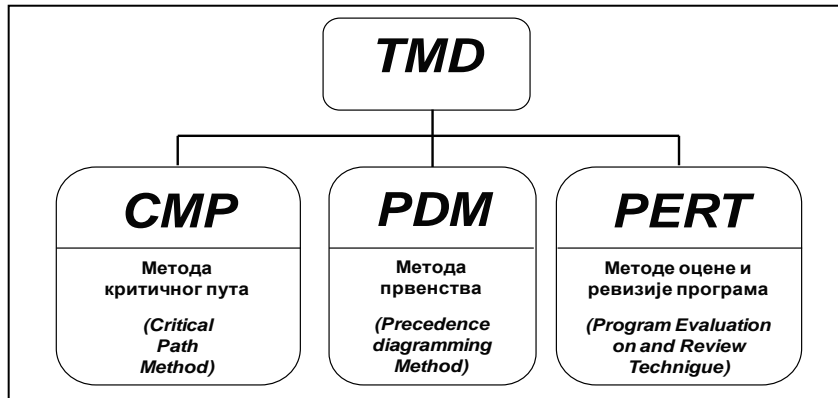 TMD
CMP
Метода
критичног пута
(Critical
Path
Method)
PDM
Метода
првенства
(Precedence
diagramming
Method)
PERT
Методе оцене и
ревизије програма
(Program Evaluation
on and Review
Technigue)